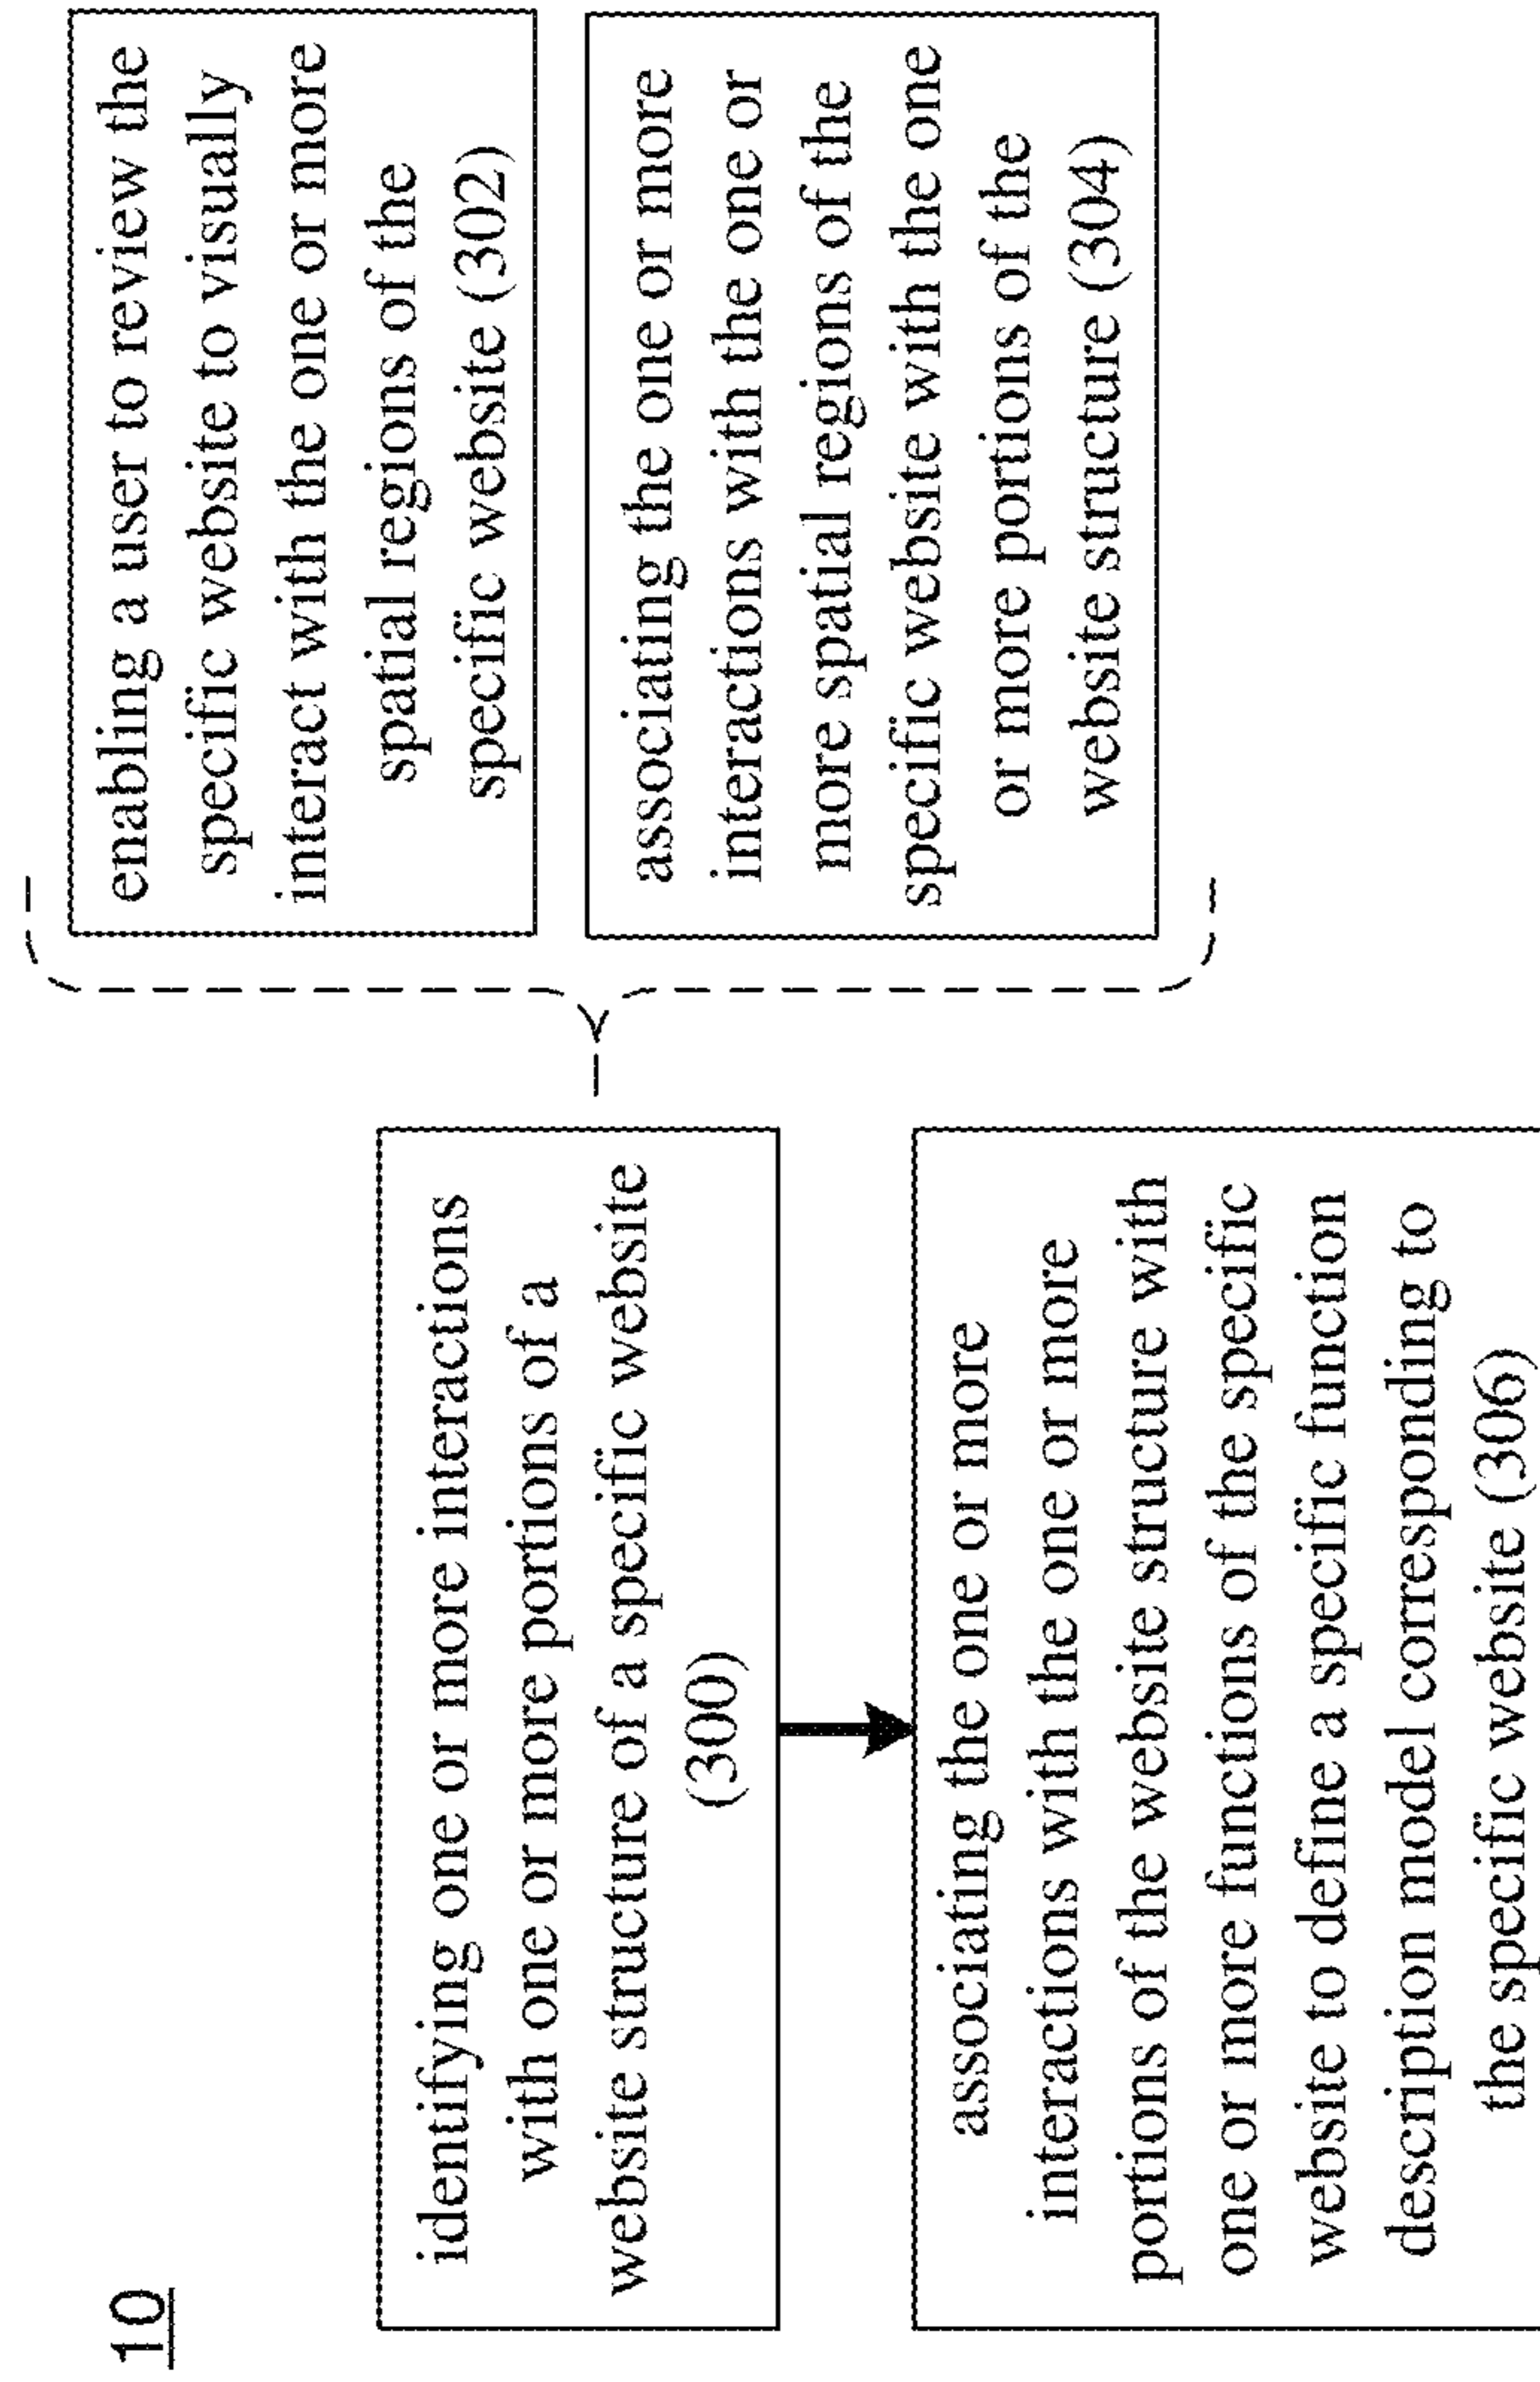 10
identifying one or more interactions
with one or more portions of a
website structure of a specific website
(300)
enabling a user to review the
specific website to visually
interact with the one or more
spatial regions of the
specific website (302)
associating the one or more
interactions with the one or
more spatial regions of the
specific website with the one
or more portions of the
website structure (304)
associating the one or more
interactions with the one or more
portions of the website structure with
one or more functions of the specific
website to define a specific function
description model corresponding to
the specific website (306)